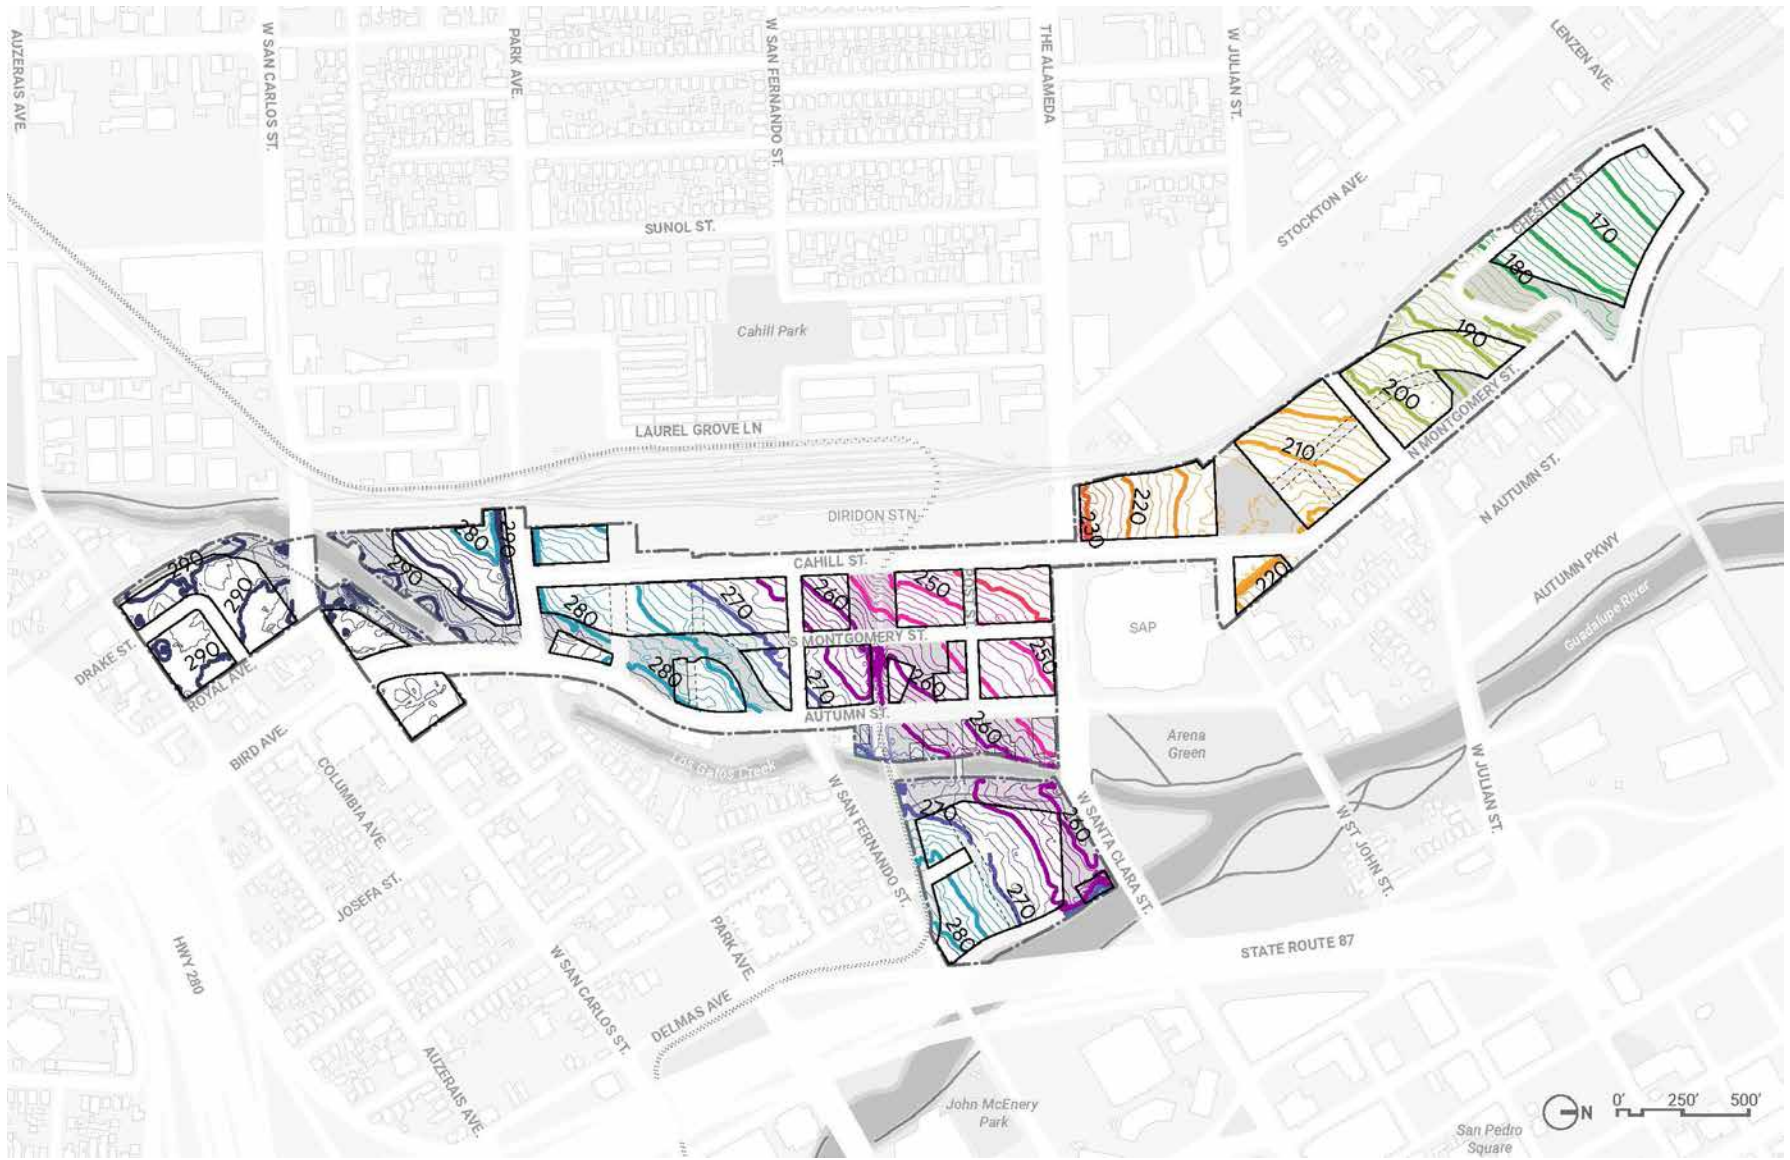 AUZERAIS AVE.
W SAN CARLOS ST.
PARK AVE.
W SAN FERNANDO ST.
THE ALAMEDA
W JULIAN ST.
LENZEN AVE.
STOCKTON AVE.
CHESTNUT ST.
SUNOL ST.
Cahill Park
LAUREL GROVE LN
DIRIDON STN
CAHILL ST.
170
180
190
200
N MONTGOMERY ST.
210
220
230
220
N AUTUMN ST.
AUTUMN PKWY
Guadalupe River
290
290
290
290
280
290
280
270
260
250
S MONTGOMERY ST.
280
270
260
250
AUTUMN ST.
260
SAP
Arena
Green
DRAKE ST.
ROYAL AVE.
BIRD AVE.
COLUMBIA AVE.
Los Gatos Creek
W SAN FERNANDO ST.
270
260
270
280
W SANTA CLARA ST.
W ST JOHN ST.
W JULIAN ST.
JOSEFA ST.
HWY 280
PARK AVE.
W SAN CARLOS ST.
DELMAS AVE
STATE ROUTE 87
AUZERAIS AVE.
John McEnery
Park
San Pedro
Square
N
0' 250' 500'